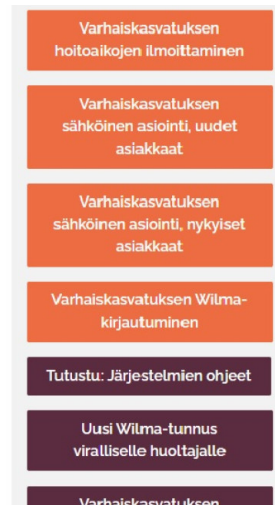 Varhaiskasvatuksen
hoitoaikojen ilmoittaminen
Varhaiskasvatuksen
sähköinen asiointi, uudet
asiakkaat
Varhaiskasvatuksen
sähköinen asiointi, nykyiset
asiakkaat
Varhaiskasvatuksen Wilma-
kirjautuminen
Tutustu: Järjestelmien ohjeet
Uusi Wilma-tunnus
viralliselle huoltajalle
Varhaiskasvatuksen